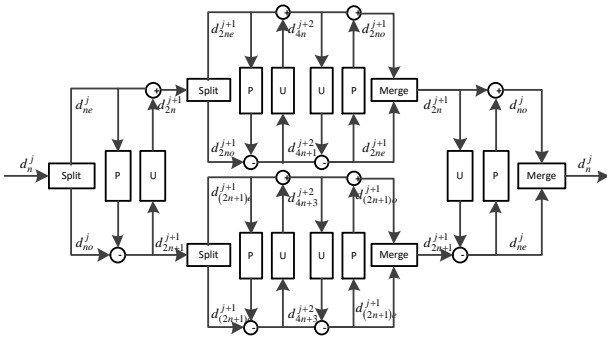 d_{2ne}^{j+1}
+
d_{4n}^{j+2}
+
d_{2no}^{j+1}
d_{ne}^{j}
+
d_{2n}^{j+1}
Split
P
U
U
P
Merge
d_{2n}^{j+1}
+
d_{no}^{j}
d_{2no}^{j+1}
-
d_{4n+1}^{j+2}
-
d_{2ne}^{j+1}
d_{n}^{j}
Split
P
U
U
P
Merge
d_{n}^{j}
d_{(2n+1)e}^{j+1}
+
d_{4n+3}^{j+2}
+
d_{(2n+1)o}^{j+1}
d_{no}^{j}
-
d_{2n+1}^{j+1}
Split
P
U
U
P
Merge
d_{2n+1}^{j+1}
-
d_{ne}^{j}
d_{(2n+1)}^{j+1}
-
d_{4n+3}^{j+2}
-
d_{(2n+1)e}^{j+1}